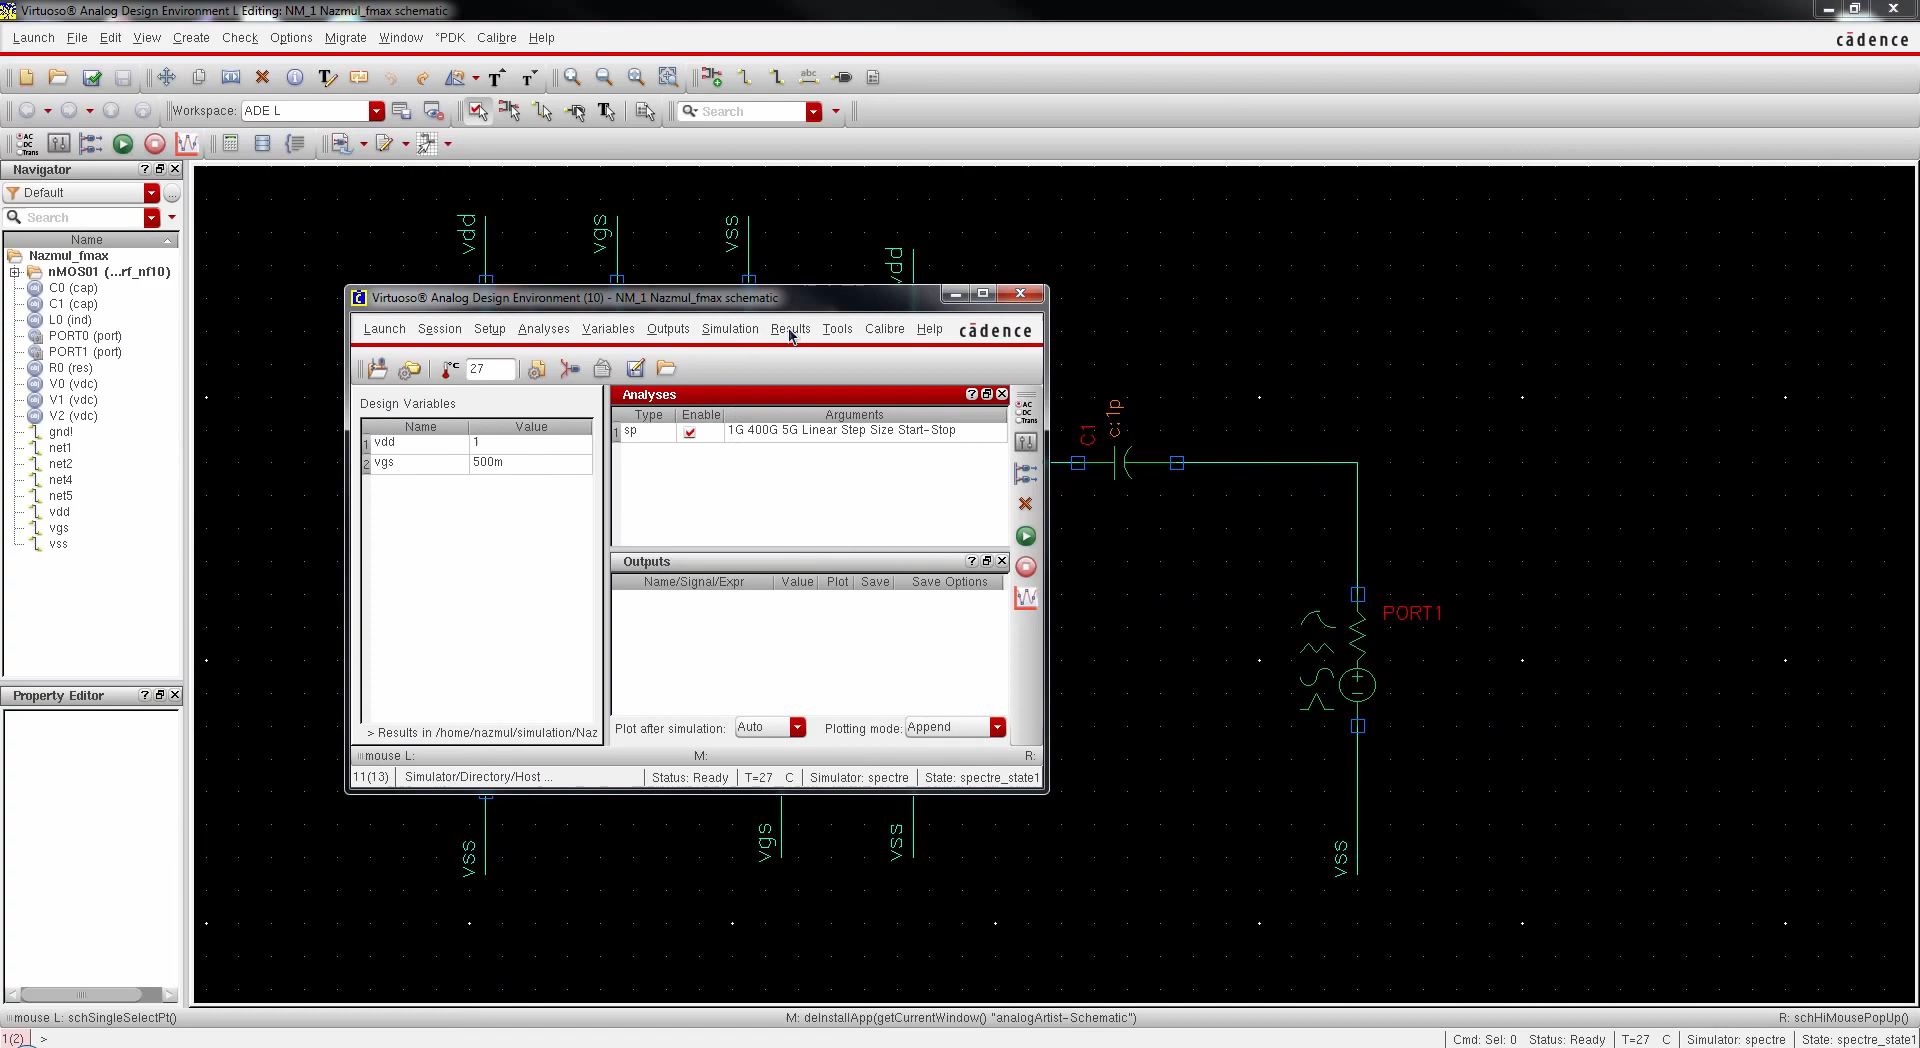 Virtuoso® Analog Design Environment L Editing: NM_1 Nazmul_fmax schematic
Launch File Edit View Create Check Options Migrate Window *PDK Calibre Help
cādence
Workspace: ADE L
Search
AC
DC
Trans
Navigator
Default
Search
Name
Nazmul_fmax
nMOS01 (...rf_nf10)
C0 (cap)
C1 (cap)
L0 (ind)
PORT0 (port)
PORT1 (port)
R0 (res)
V0 (vdc)
V1 (vdc)
V2 (vdc)
gnd!
net1
net2
net4
net5
vdd
vgs
vss
Property Editor
vdd
vgs
vss
vdd
Virtuoso® Analog Design Environment (10) - NM_1 Nazmul_fmax schematic
Launch Session Setup Analyses Variables Outputs Simulation Results Tools Calibre Help
cādence
°C 27
Design Variables
Name Value
1 vdd 1
2 vgs 500m
> Results in /home/nazmul/simulation/Naz
Analyses
Type Enable Arguments
1 sp 1G 400G 5G Linear Step Size Start-Stop
AC
DC
Trans
Outputs
Name/Signal/Expr Value Plot Save Save Options
Plot after simulation: Auto Plotting mode: Append
mouse L: M: R:
11(13) Simulator/Directory/Host ... Status: Ready T=27 C Simulator: spectre State: spectre_state1
C1
c:1p
PORT1
vss
vgs
vss
vss
mouse L: schSingleSelectPt() M: deInstallApp(getCurrentWindow() "analogArtist-Schematic") R: schHiMousePopUp()
1(2) > Cmd: Sel: 0 Status: Ready T=27 C Simulator: spectre State: spectre_state1